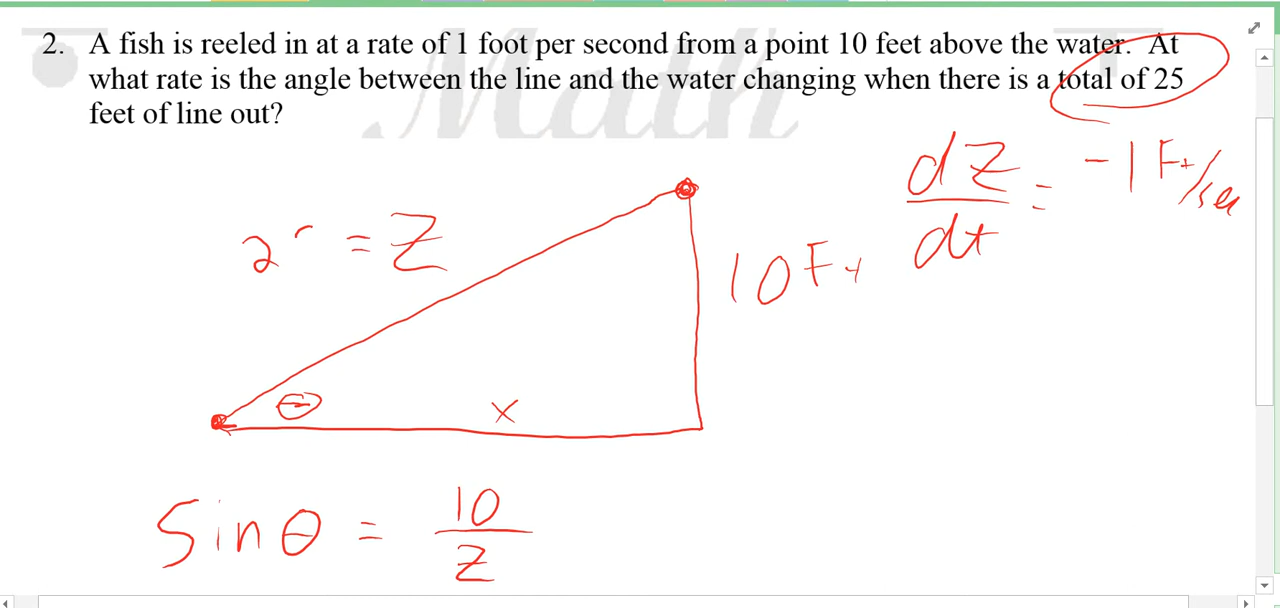 2. A fish is reeled in at a rate of 1 foot per second from a point 10 feet above the water. At
what rate is the angle between the line and the water changing when there is a total of 25
feet of line out?
Math
dz/dt = -1 Ft/sec
= Z
10 Ft
θ
x
Sinθ = 10/z